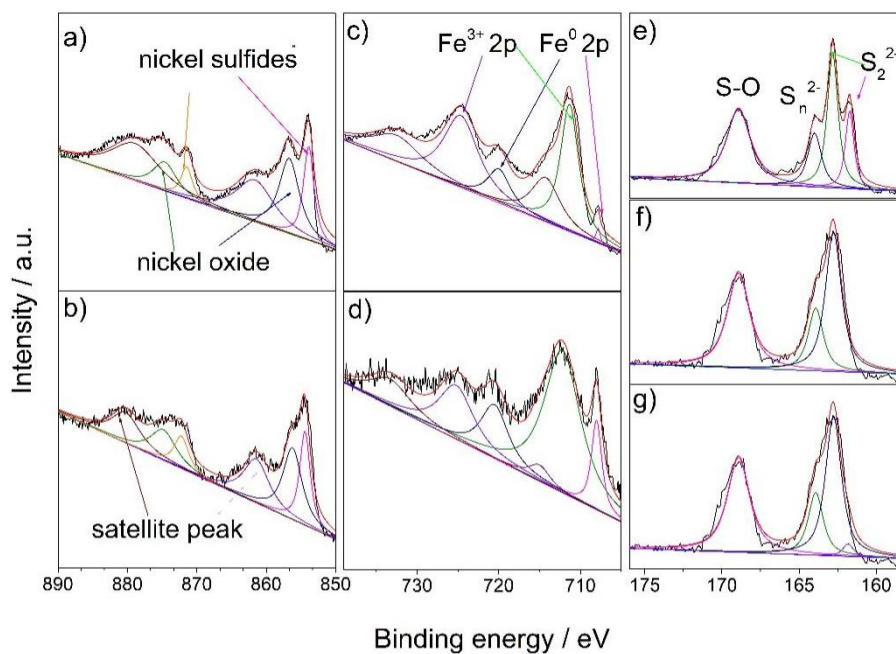 a)
nickel sulfides
nickel oxide
b)
satellite peak
c)
Fe³⁺ 2p Fe⁰ 2p
d)
e)
S-O
Sₙ²⁻
S₂²⁻
f)
g)
Intensity / a.u.
890 880 870 860 850
730 720 710
175 170 165 160
Binding energy / eV